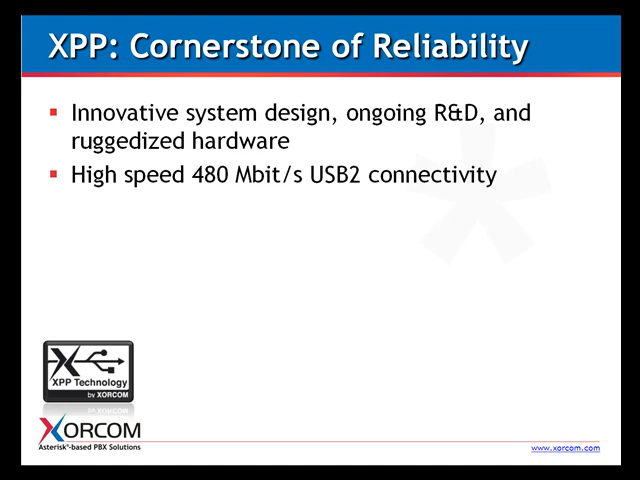 XPP: Cornerstone of Reliability
Innovative system design, ongoing R&D, and
ruggedized hardware
High speed 480 Mbit/s USB2 connectivity
XPP Technology
by XORCOM
XORCOM
Asterisk®-based PBX Solutions
www.xorcom.com